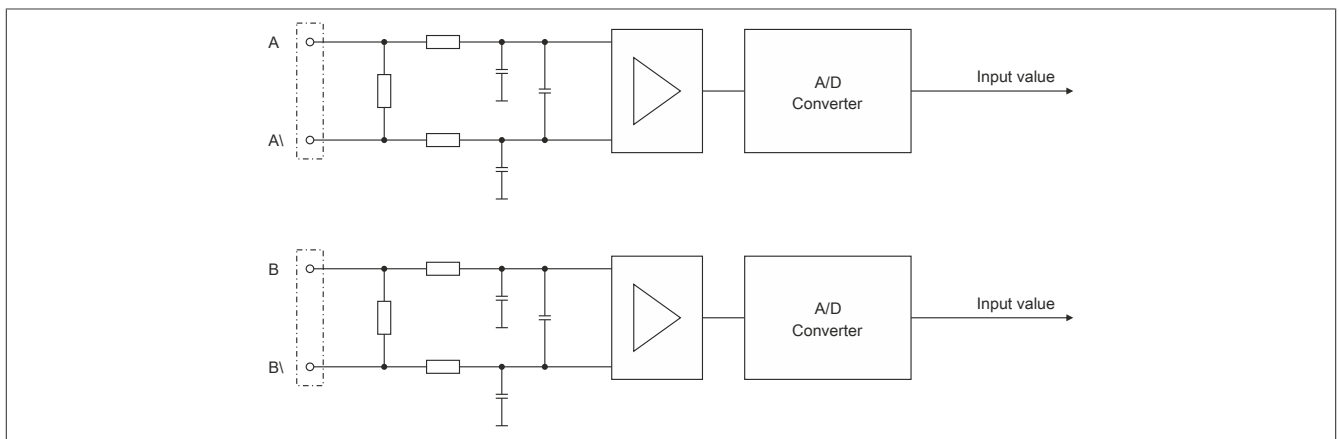 A
A\
A/D
Converter
Input value
B
B\
A/D
Converter
Input value